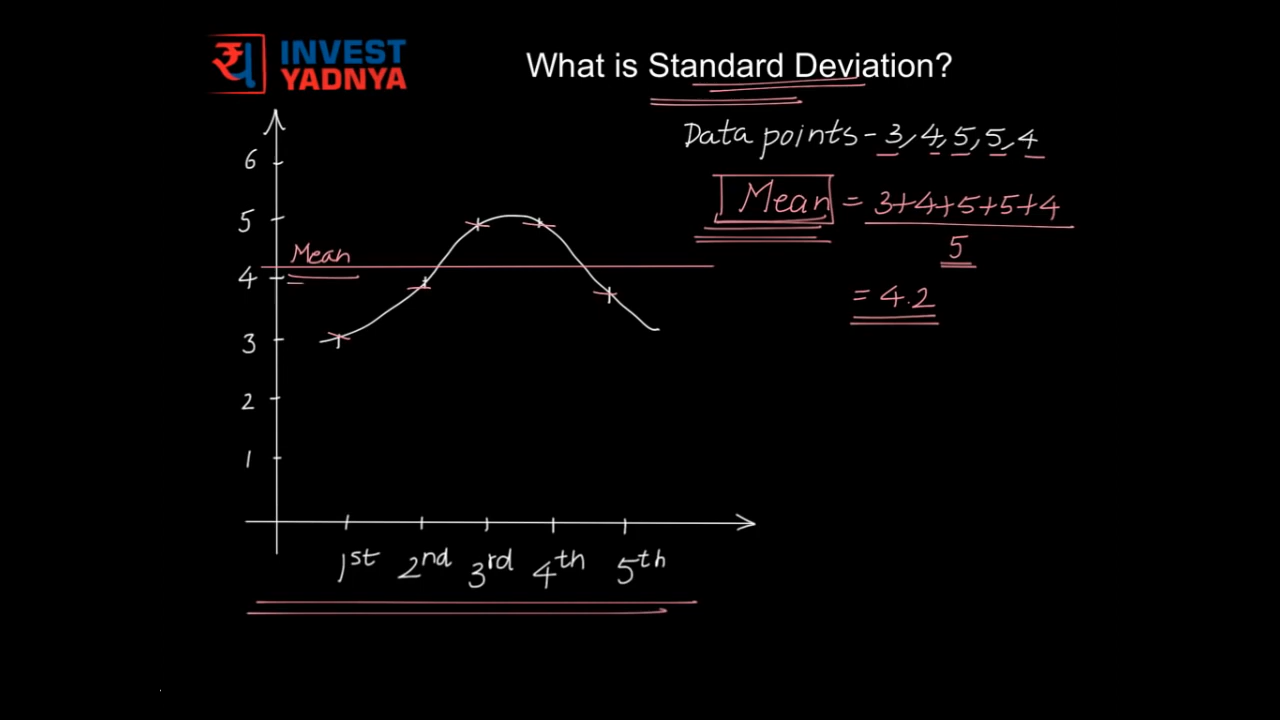 य INVEST
YADNYA
What is Standard Deviation?
Data points - 3, 4, 5, 5, 4
Mean = 3+4+5+5+4
5
= 4.2
6
5
Mean
4
3
2
1
1st 2nd 3rd 4th 5th